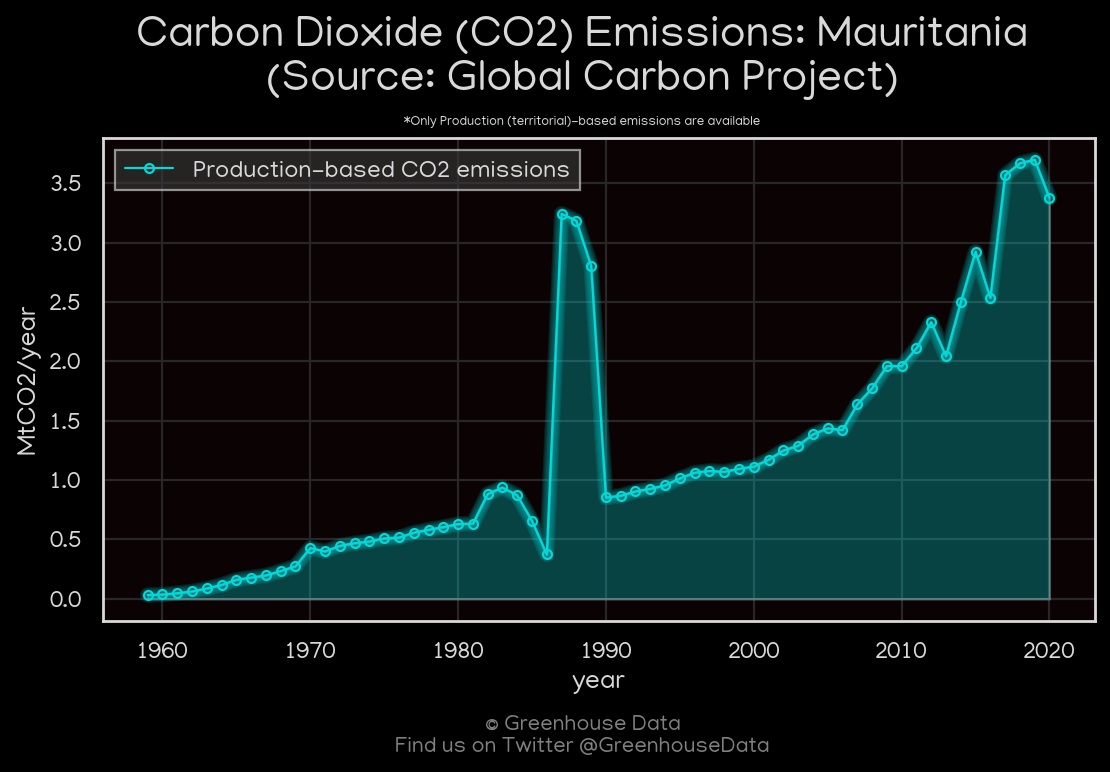 Carbon Dioxide (CO2) Emissions: Mauritania
(Source: Global Carbon Project)
*Only Production (territorial)-based emissions are available
Production-based CO2 emissions
3.5
3.0
2.5
2.0
1.5
1.0
0.5
0.0
MtCO2/year
1960 1970 1980 1990 2000 2010 2020
year
© Greenhouse Data
Find us on Twitter @GreenhouseData